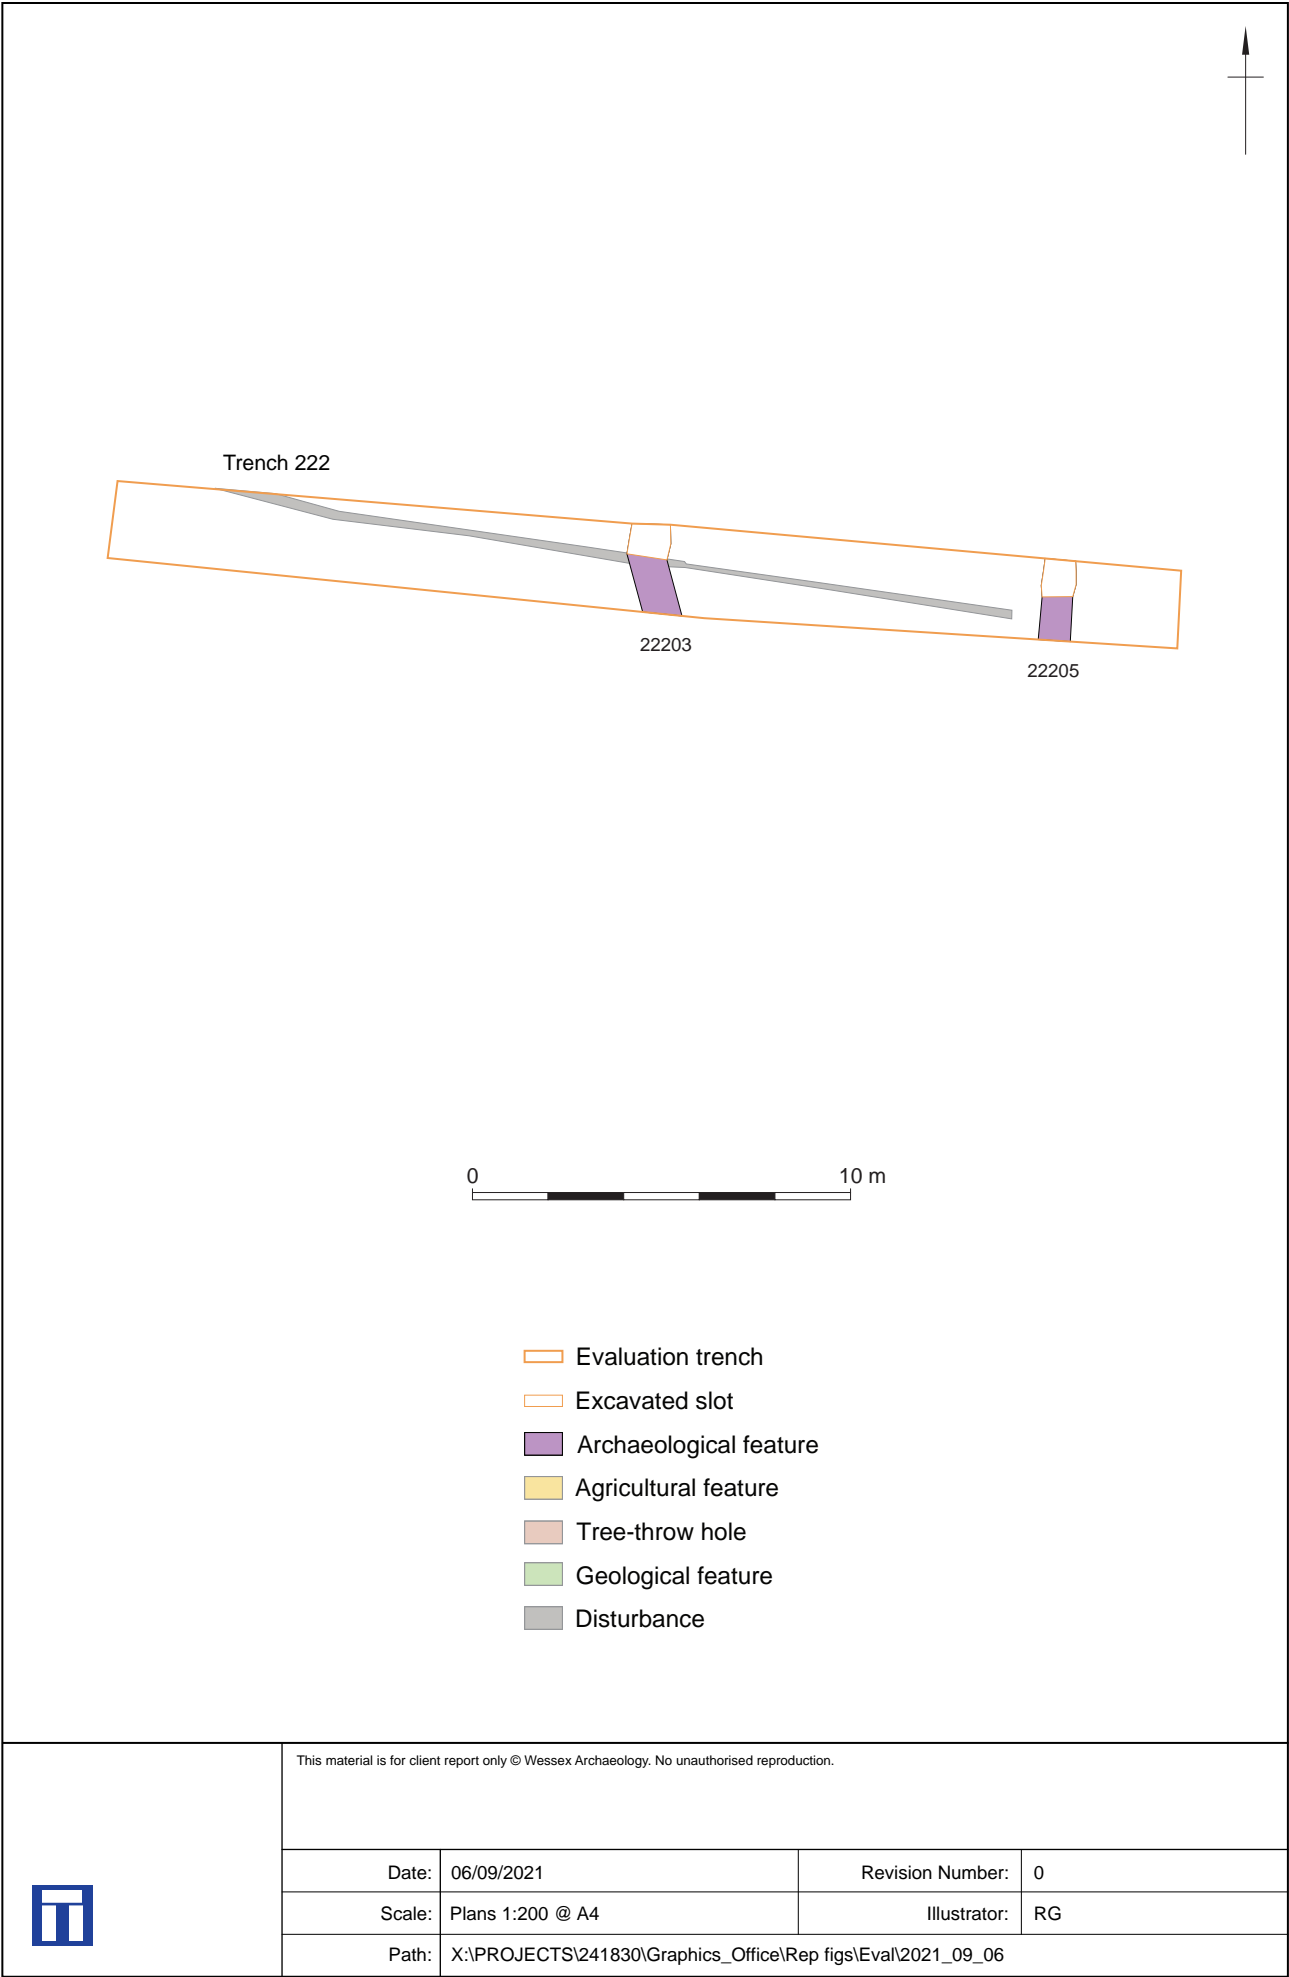 Trench 222
22203
22205
0 10 m
Evaluation trench
Excavated slot
Archaeological feature
Agricultural feature
Tree-throw hole
Geological feature
Disturbance
This material is for client report only © Wessex Archaeology. No unauthorised reproduction.
Date: 06/09/2021 Revision Number: 0
Scale: Plans 1:200 @ A4 Illustrator: RG
Path: X:\PROJECTS\241830\Graphics_Office\Rep figs\Eval\2021_09_06